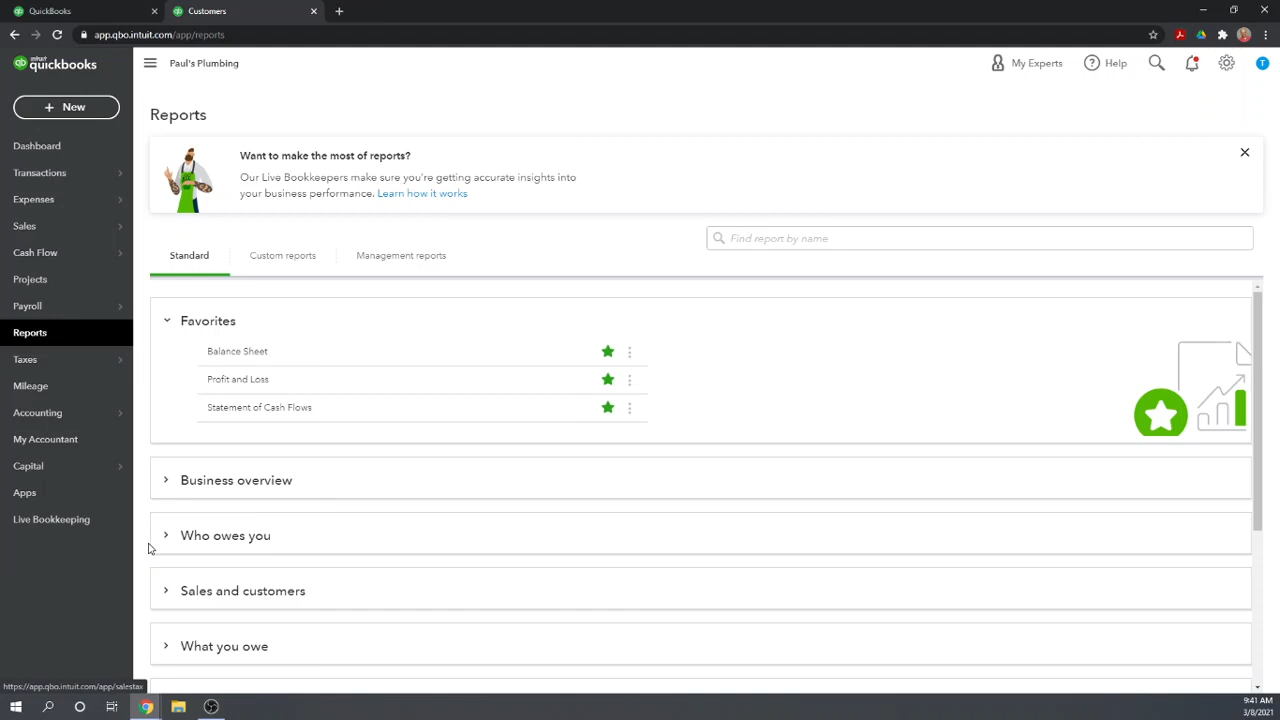 QuickBooks
Customers
app.qbo.intuit.com/app/reports
intuit quickbooks
Paul's Plumbing
My Experts
Help
T
+ New
Dashboard
Transactions
Expenses
Sales
Cash Flow
Projects
Payroll
Reports
Taxes
Mileage
Accounting
My Accountant
Capital
Apps
Live Bookkeeping
Reports
Want to make the most of reports?
Our Live Bookkeepers make sure you're getting accurate insights into
your business performance. Learn how it works
Find report by name
Standard
Custom reports
Management reports
Favorites
Balance Sheet
Profit and Loss
Statement of Cash Flows
Business overview
Who owes you
Sales and customers
What you owe
https://app.qbo.intuit.com/app/salestax
9:41 AM
3/8/2021